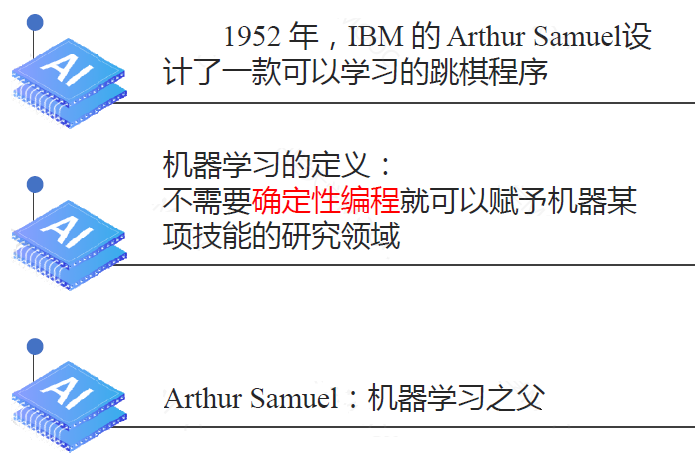 AI
1952 年，IBM 的 Arthur Samuel设
计了一款可以学习的跳棋程序
AI
机器学习的定义：
不需要确定性编程就可以赋予机器某
项技能的研究领域
AI
Arthur Samuel：机器学习之父